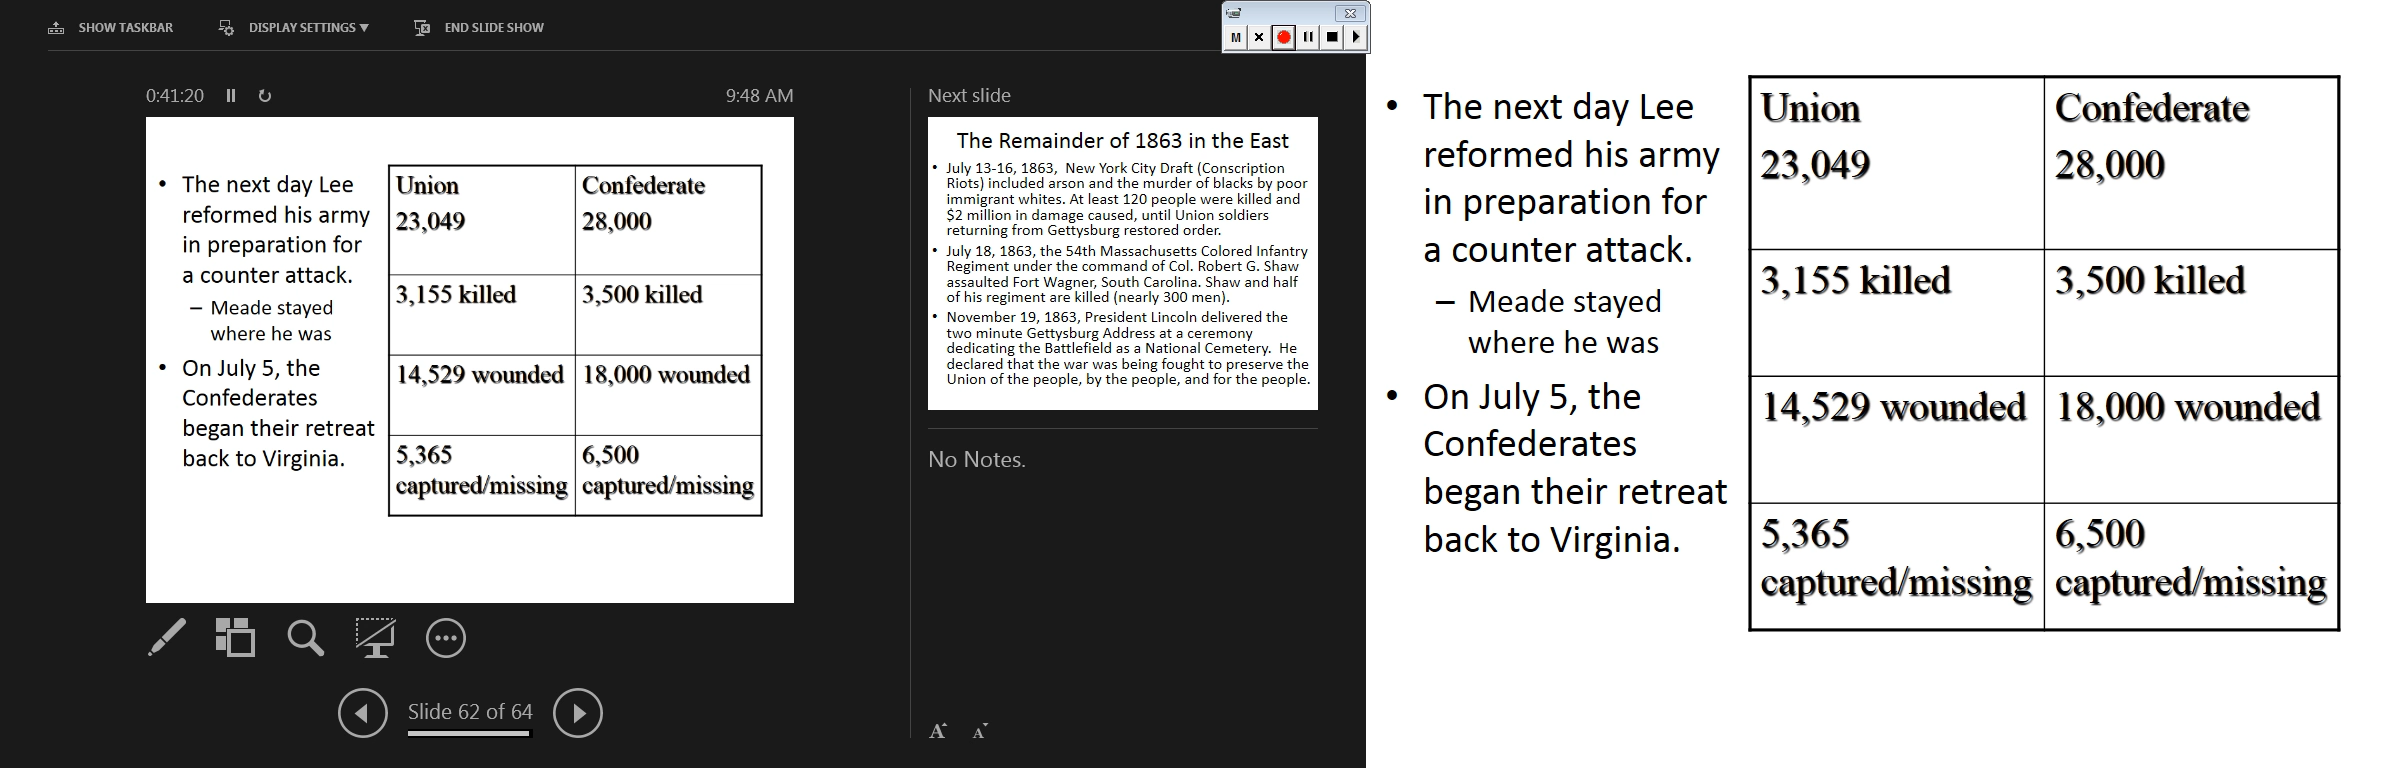 SHOW TASKBAR
DISPLAY SETTINGS ▼
END SLIDE SHOW
M
0:41:20
9:48 AM
• The next day Lee
reformed his army
in preparation for
a counter attack.
– Meade stayed
where he was
• On July 5, the
Confederates
began their retreat
back to Virginia.
Union Confederate
23,049 28,000
3,155 killed 3,500 killed
14,529 wounded 18,000 wounded
5,365 6,500
captured/missing captured/missing
Slide 62 of 64
Next slide
The Remainder of 1863 in the East
• July 13-16, 1863,  New York City Draft (Conscription
Riots) included arson and the murder of blacks by poor
immigrant whites. At least 120 people were killed and
$2 million in damage caused, until Union soldiers
returning from Gettysburg restored order.
• July 18, 1863, the 54th Massachusetts Colored Infantry
Regiment under the command of Col. Robert G. Shaw
assaulted Fort Wagner, South Carolina. Shaw and half
of his regiment are killed (nearly 300 men).
• November 19, 1863, President Lincoln delivered the
two minute Gettysburg Address at a ceremony
dedicating the Battlefield as a National Cemetery.  He
declared that the war was being fought to preserve the
Union of the people, by the people, and for the people.
No Notes.
A A
• The next day Lee
reformed his army
in preparation for
a counter attack.
– Meade stayed
where he was
• On July 5, the
Confederates
began their retreat
back to Virginia.
Union Confederate
23,049 28,000
3,155 killed 3,500 killed
14,529 wounded 18,000 wounded
5,365 6,500
captured/missing captured/missing